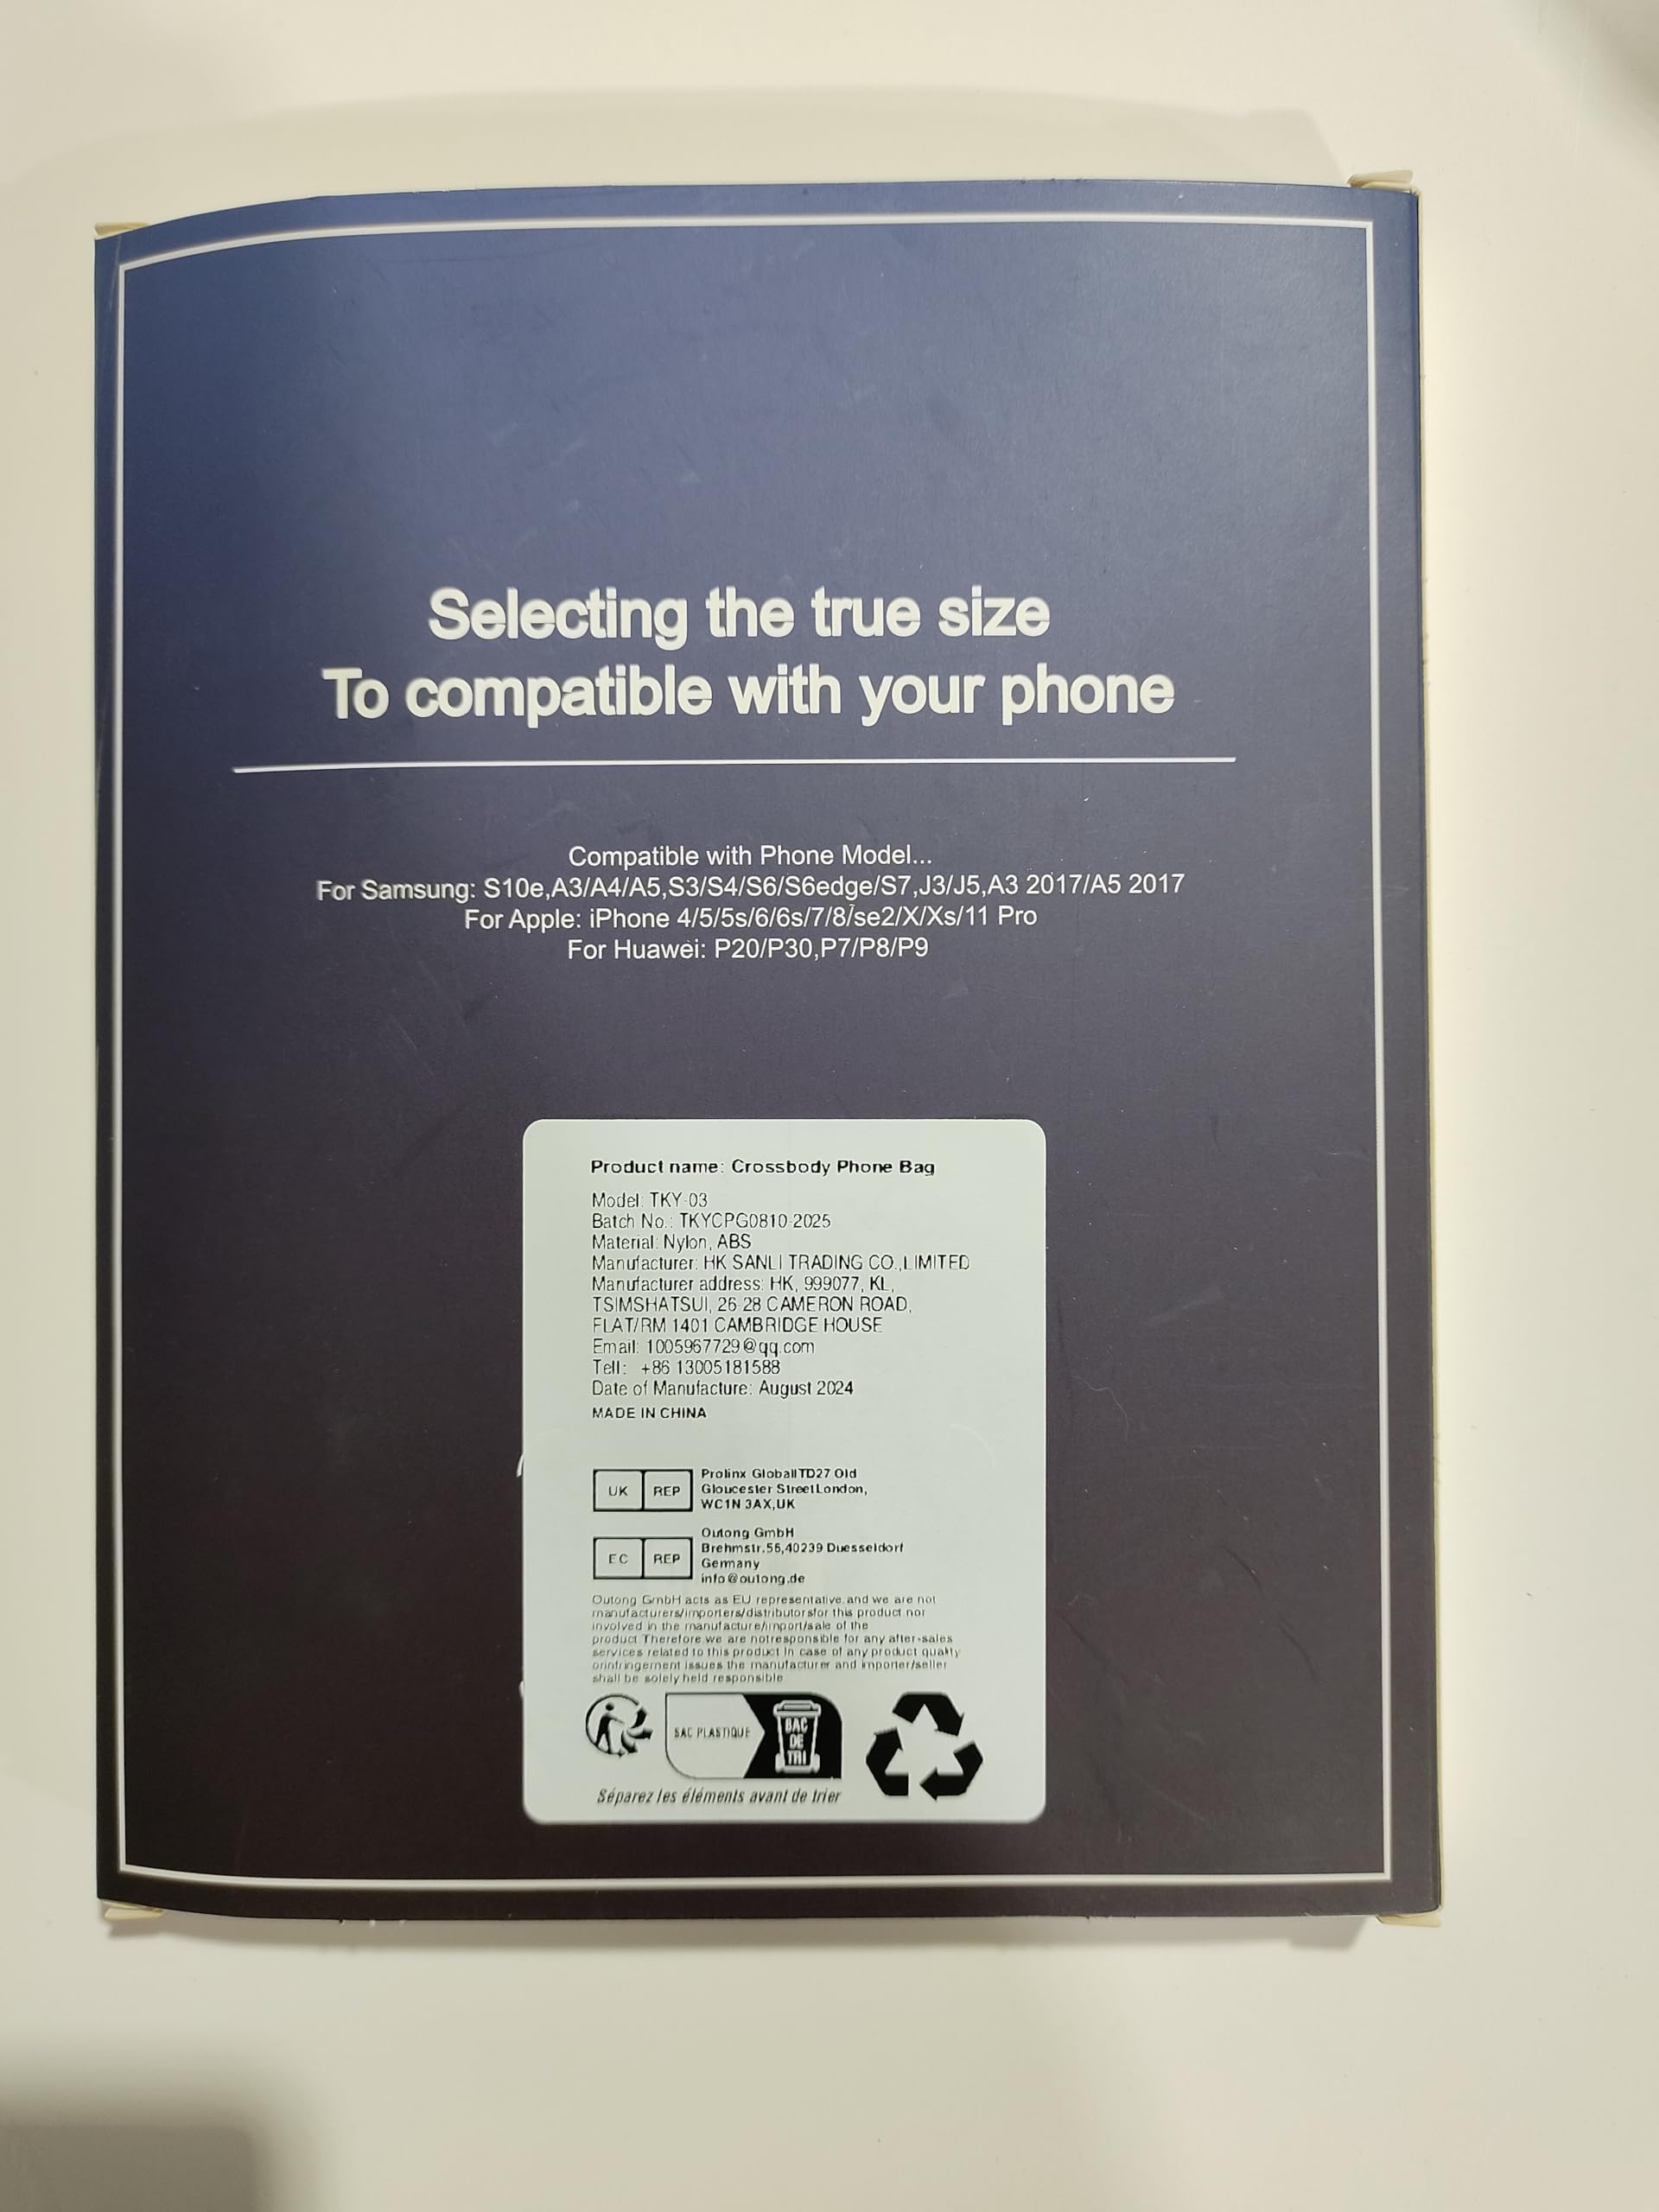 Selecting the true size
To compatible with your phone
Compatible with Phone Model...
For Samsung: S10e,A3/A4/A5,S3/S4/S6/S6edge/S7,J3/J5,A3 2017/A5 2017
For Apple: iPhone 4/5/5s/6/6s/7/8/se2/X/Xs/11 Pro
For Huawei: P20/P30,P7/P8/P9
Product name: Crossbody Phone Bag
Model: TKY-03
Batch No.: TKYCPG0810-2025
Material: Nylon, ABS
Manufacturer: HK SANLI TRADING CO.,LIMITED
Manufacturer address: HK, 999077, KL,
TSIMSHATSUI, 26-28 CAMERON ROAD,
FLAT/RM 1401 CAMBRIDGE HOUSE
Email: 1005967729@qq.com
Tell: +86 13005181588
Date of Manufacture: August 2024
MADE IN CHINA
UK REP
Prolinx GlobalITD27 Old
Gloucester StreetLondon,
WC1N 3AX,UK
EC REP
Outong GmbH
Brehmstr.56,40239 Duesseldorf
Germany
info@outong.de
Outong GmbH acts as EU representative,and we are not
manufacturers/importers/distributorsfor this product nor
involved in the manufacture/import/sale of the
product Therefore.we are notresponsible for any after-sales
services related to this product In case of any product quality
orinfringement issues the manufacturer and importer/seller
shall be solely held responsible
SAC PLASTIQUE
BAC
DE
TRI
Séparez les éléments avant de trier